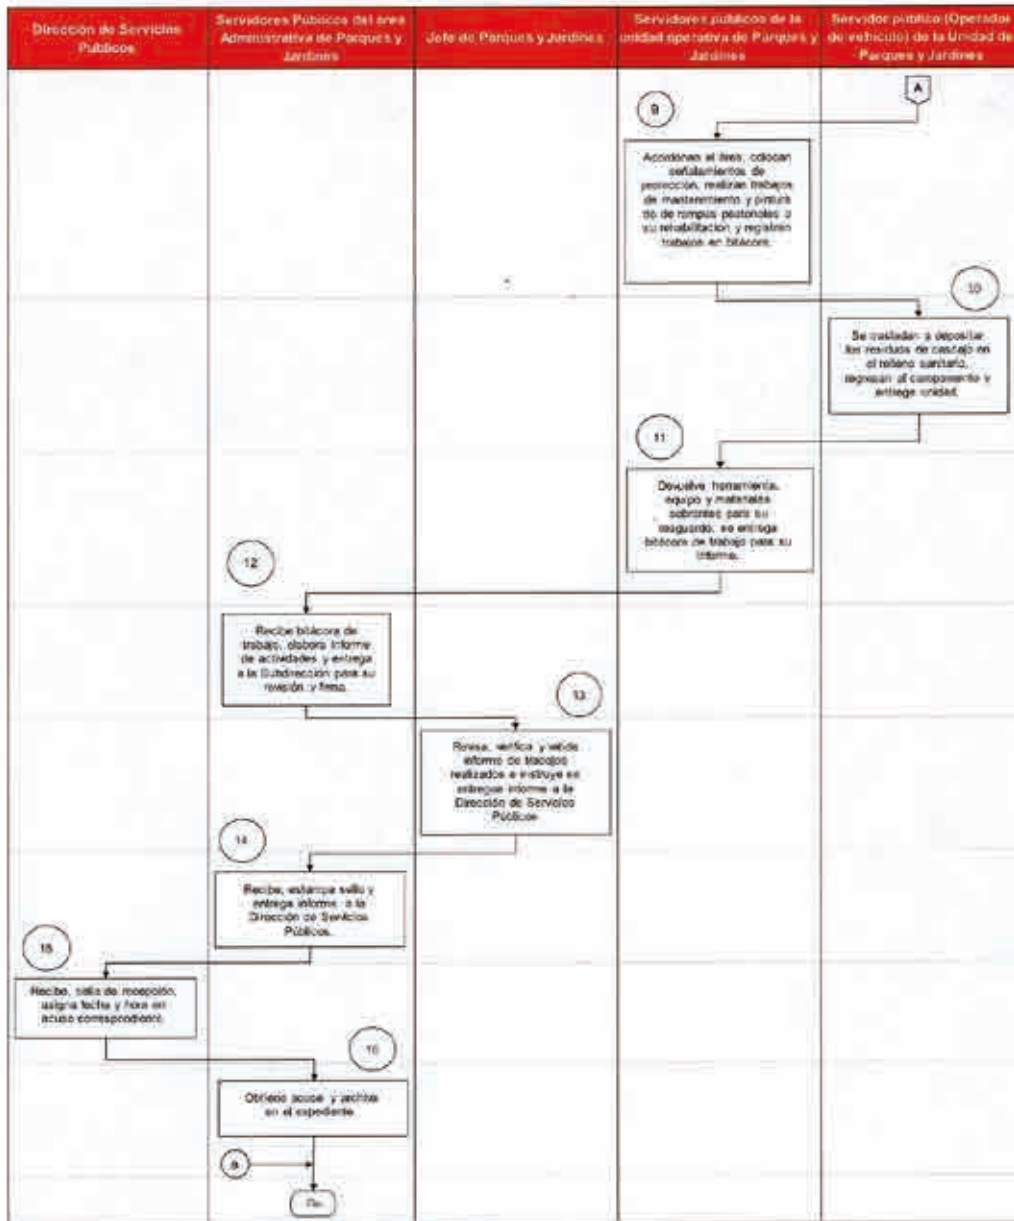 Dirección de Servicios
Públicos
Servidores Públicos del área
Administrativa de Parques y
Jardines
Jefe de Parques y Jardines
Servidores públicos de la
unidad operativa de Parques y
Jardines
Servidor público (Operador
de vehículo) de la Unidad de
Parques y Jardines
A
9
Acordonan el área, colocan
señalamientos de
protección, realizan trabajos
de mantenimiento y pintura
de rampas peatonales o
su rehabilitación y registran
trabajos en bitácora.
10
Se trasladan a depositar
los residuos de cascajo en
el relleno sanitario,
regresan al campamento y
entrega unidad.
11
Devuelve herramienta,
equipo y materiales
sobrantes para su
resguardo, se entrega
bitácora de trabajo para su
informe.
12
Recibe bitácora de
trabajo, elabora informe
de actividades y entrega
a la Subdirección para su
revisión y firma.
13
Revisa, verifica y valida
informe de trabajos
realizados e instruye se
entregue informe a la
Dirección de Servicios
Públicos
14
Recibe, estampa sello y
entrega informe a la
Dirección de Servicios
Públicos.
15
Recibe, sella de recepción,
asigna fecha y hora en
acuse correspondiente.
16
Obtiene acuse y archiva
en el expediente
Fin